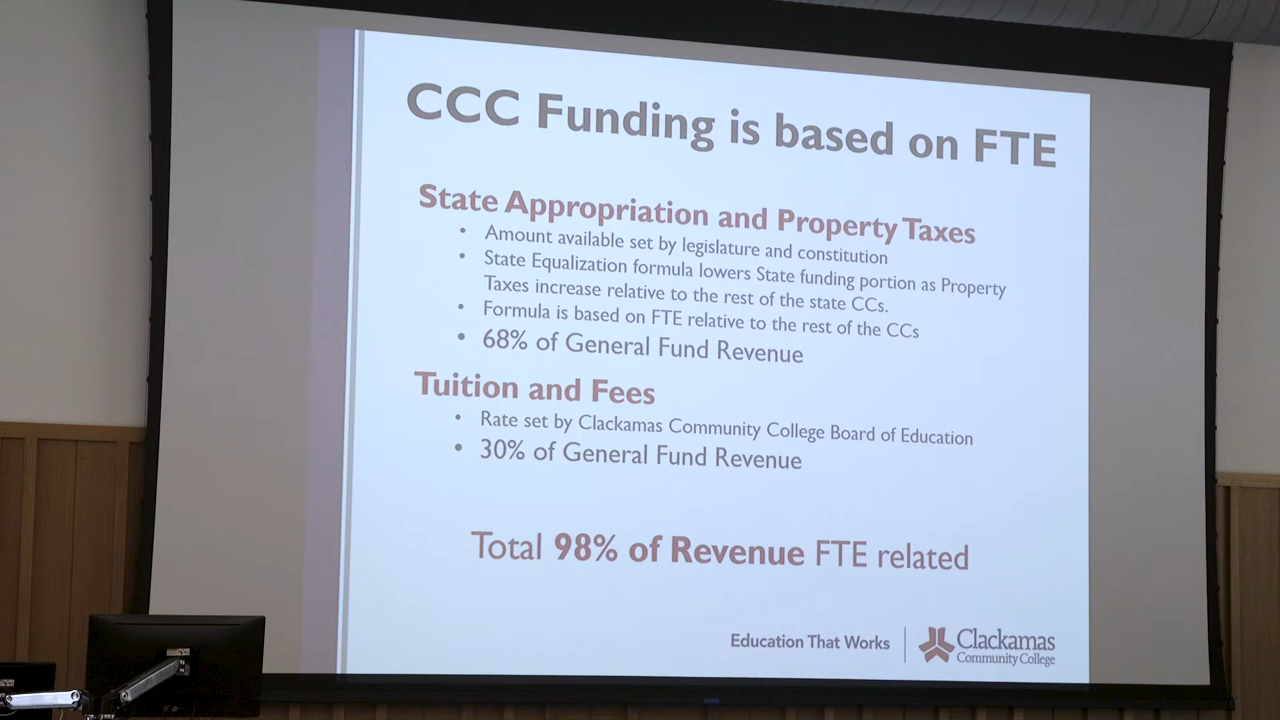 CCC Funding is based on FTE
State Appropriation and Property Taxes
• Amount available set by legislature and constitution
• State Equalization formula lowers State funding portion as Property
Taxes increase relative to the rest of the state CCs.
• Formula is based on FTE relative to the rest of the CCs
• 68% of General Fund Revenue
Tuition and Fees
• Rate set by Clackamas Community College Board of Education
• 30% of General Fund Revenue
Total 98% of Revenue FTE related
Education That Works
Clackamas
Community College